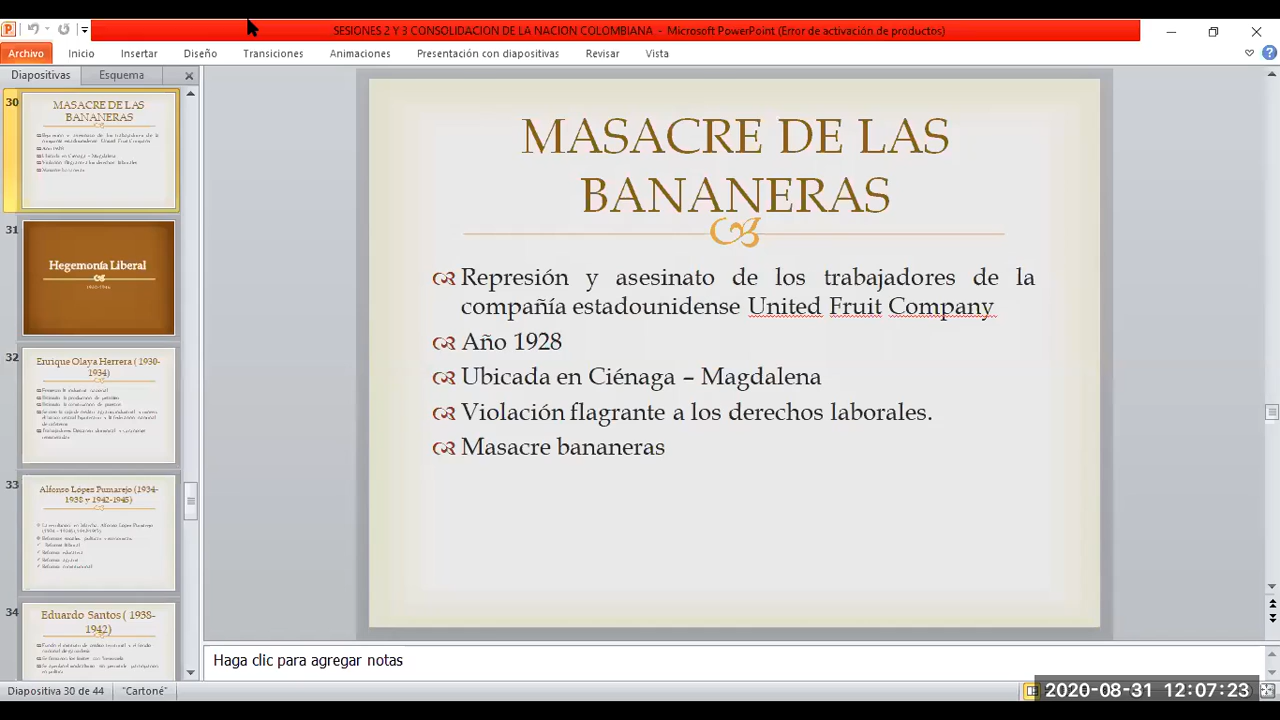 SESIONES 2 Y 3 CONSOLIDACION DE LA NACION COLOMBIANA - Microsoft PowerPoint (Error de activación de productos)
Archivo Inicio Insertar Diseño Transiciones Animaciones Presentación con diapositivas Revisar Vista
Diapositivas Esquema
30
MASACRE DE LAS
BANANERAS
31
Hegemonía Liberal
32
Enrique Olaya Herrera ( 1930-
1934)
33
Alfonso López Pumarejo (1934-
1938 y 1942-1945)
34
Eduardo Santos ( 1938-
1942)
MASACRE DE LAS
BANANERAS
Represión y asesinato de los trabajadores de la
compañía estadounidense United Fruit Company
Año 1928
Ubicada en Ciénaga – Magdalena
Violación flagrante a los derechos laborales.
Masacre bananeras
Haga clic para agregar notas
Diapositiva 30 de 44 "Cartoné"
2020-08-31 12:07:23